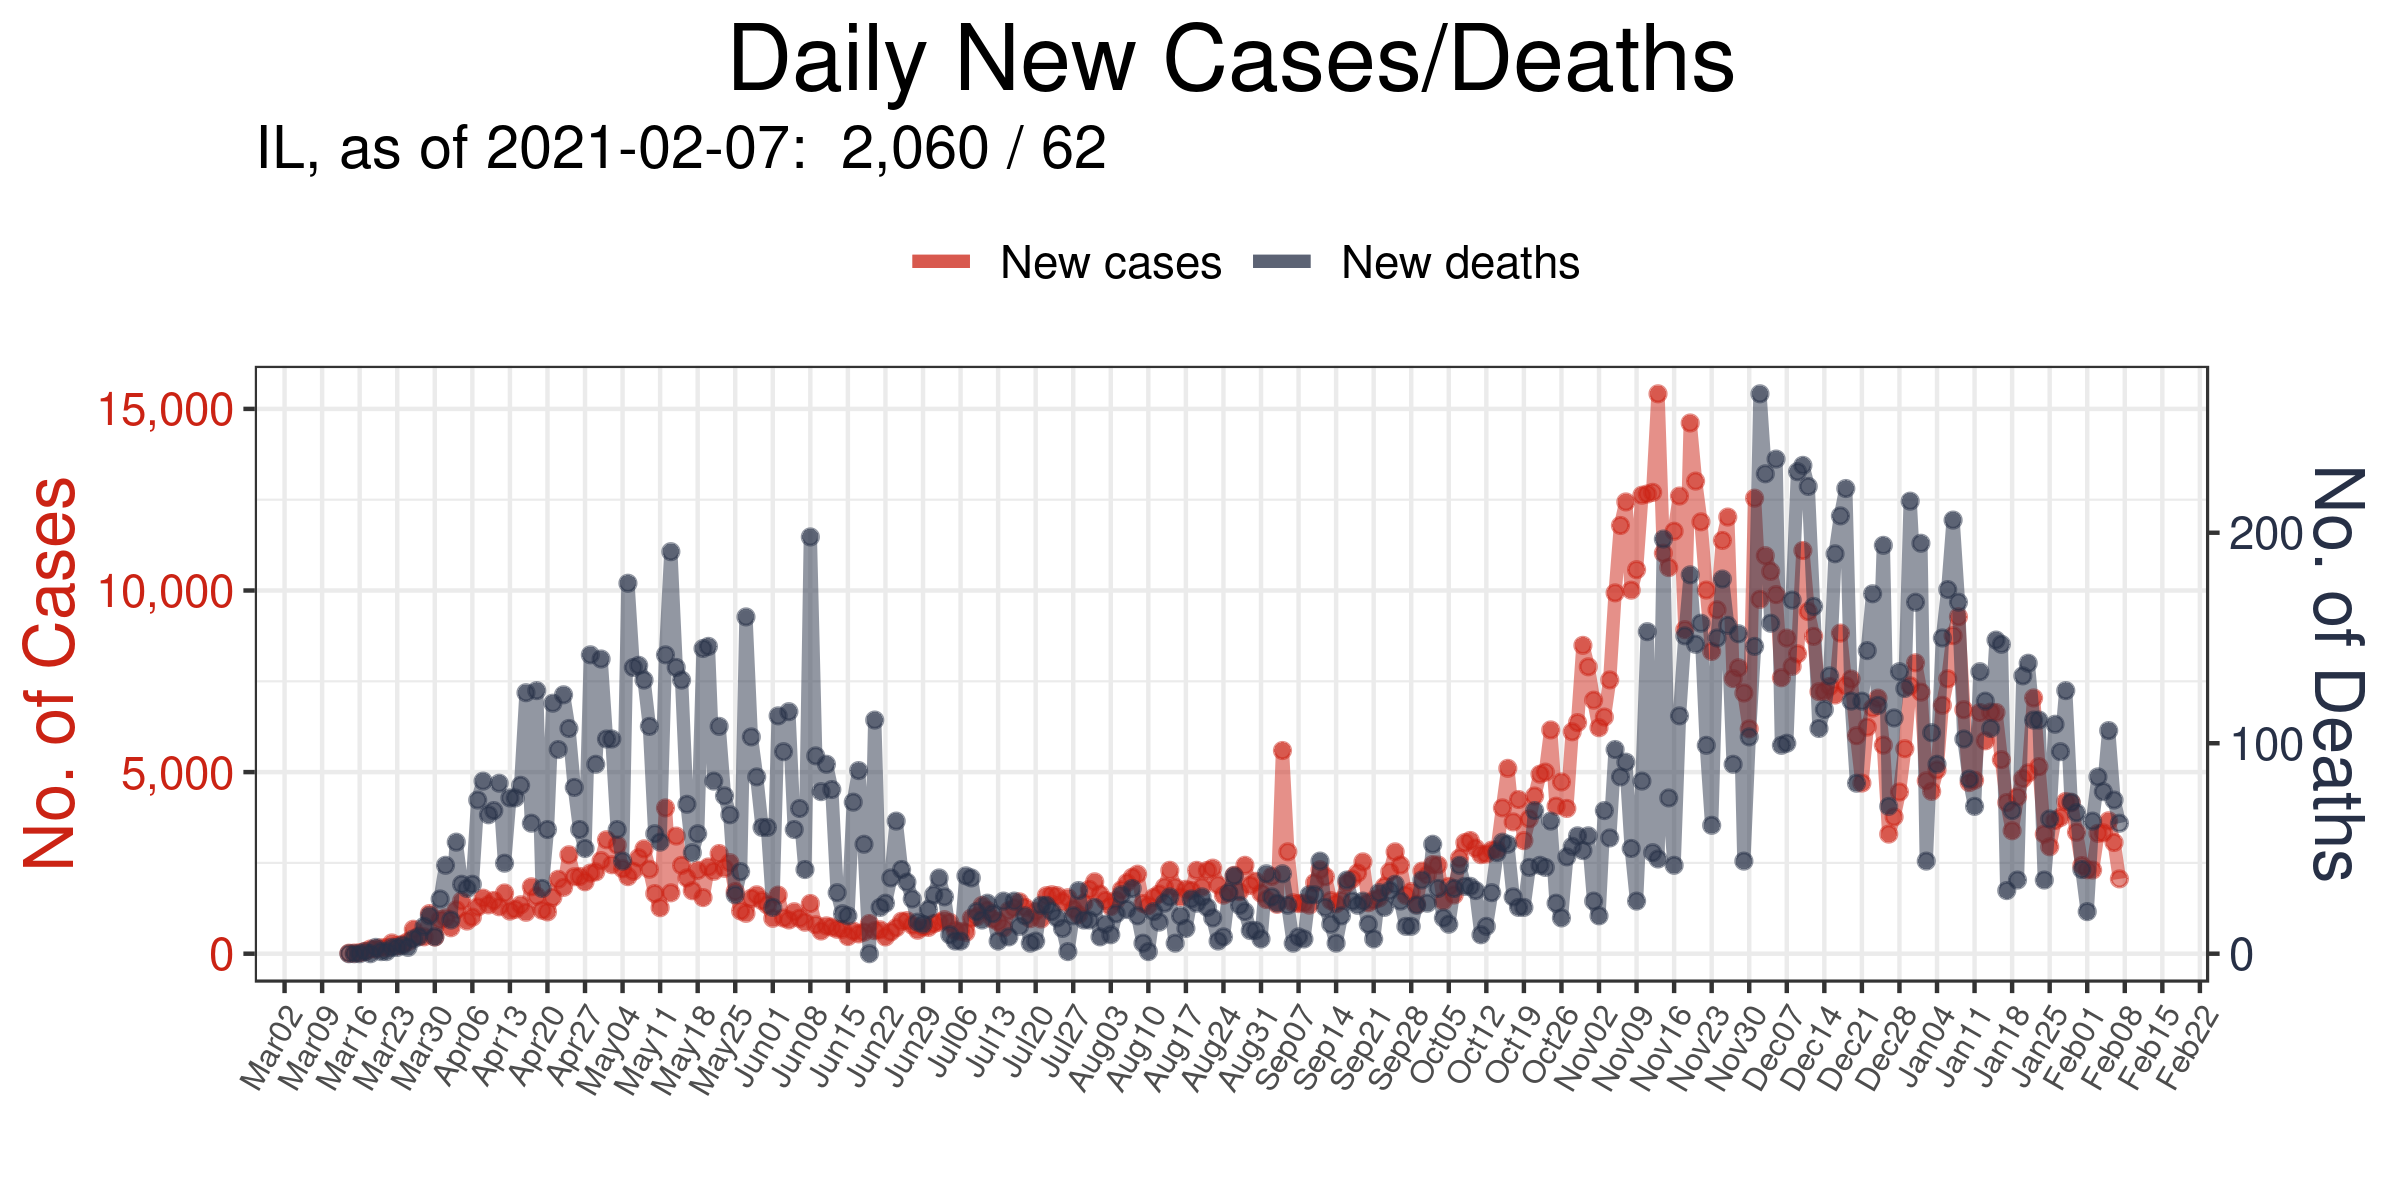 Daily New Cases/Deaths
IL, as of 2021-02-07: 2,060 / 62
New cases New deaths
No. of Cases
15,000
10,000
5,000
0
No. of Deaths
200
100
0
Mar02 Mar09 Mar16 Mar23 Mar30 Apr06 Apr13 Apr20 Apr27 May04 May11 May18 May25 Jun01 Jun08 Jun15 Jun22 Jun29 Jul06 Jul13 Jul20 Jul27 Aug03 Aug10 Aug17 Aug24 Aug31 Sep07 Sep14 Sep21 Sep28 Oct05 Oct12 Oct19 Oct26 Nov02 Nov09 Nov16 Nov23 Nov30 Dec07 Dec14 Dec21 Dec28 Jan04 Jan11 Jan18 Jan25 Feb01 Feb08 Feb15 Feb22